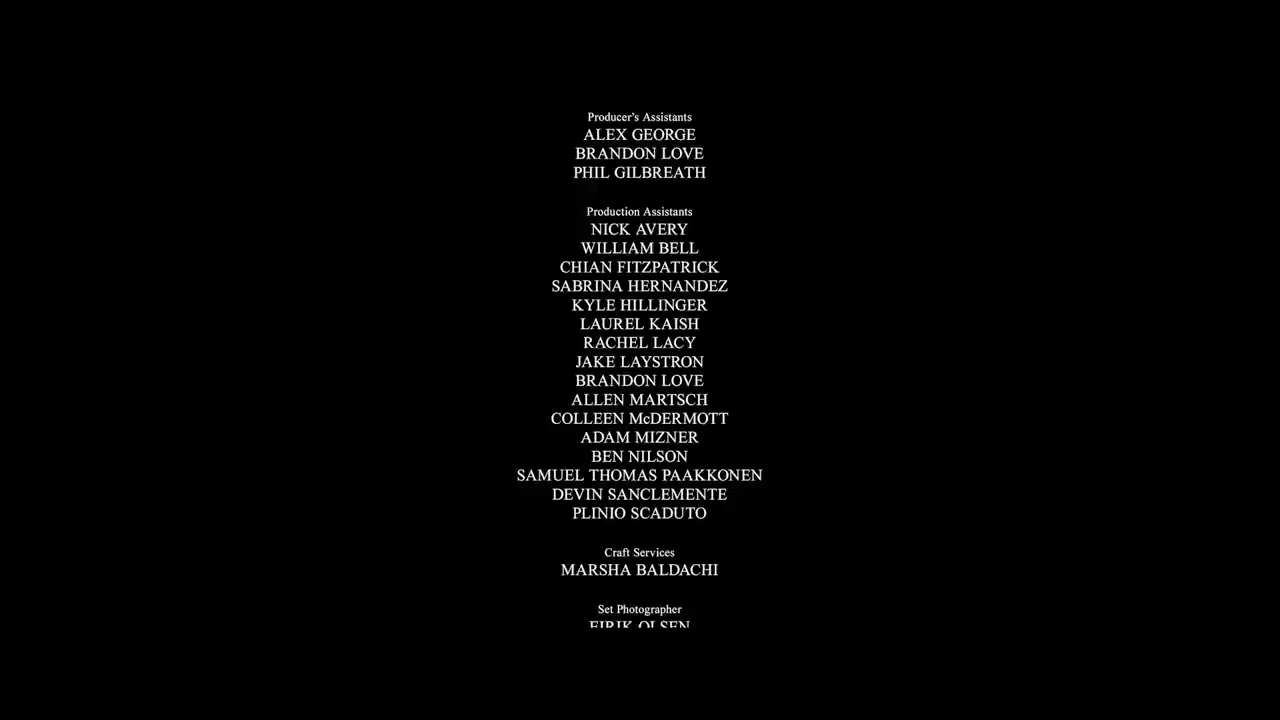 Producer's Assistants
ALEX GEORGE
BRANDON LOVE
PHIL GILBREATH
Production Assistants
NICK AVERY
WILLIAM BELL
CHIAN FITZPATRICK
SABRINA HERNANDEZ
KYLE HILLINGER
LAUREL KAISH
RACHEL LACY
JAKE LAYSTRON
BRANDON LOVE
ALLEN MARTSCH
COLLEEN McDERMOTT
ADAM MIZNER
BEN NILSON
SAMUEL THOMAS PAAKKONEN
DEVIN SANCLEMENTE
PLINIO SCADUTO
Craft Services
MARSHA BALDACHI
Set Photographer
EIRIK OLSEN